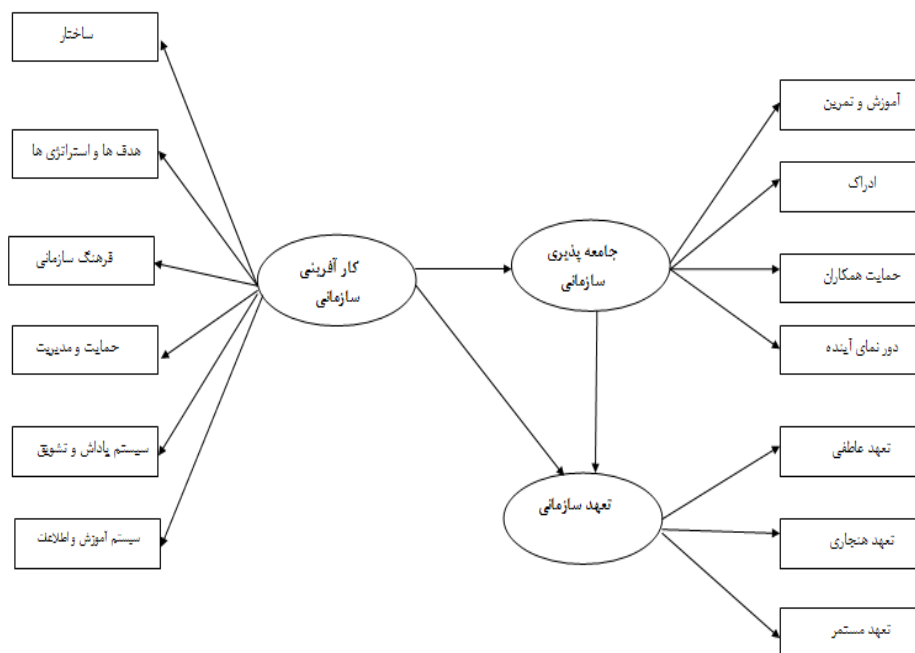 ساختار
هدف ها و استراتژی ها
فرهنگ سازمانی
حمایت و مدیریت
سیستم پاداش و تشویق
سیستم آموزش و اطلاعات
کار آفرینی
سازمانی
جامعه پذیری
سازمانی
تعهد سازمانی
آموزش و تمرین
ادراک
حمایت همکاران
دور نمای آینده
تعهد عاطفی
تعهد هنجاری
تعهد مستمر